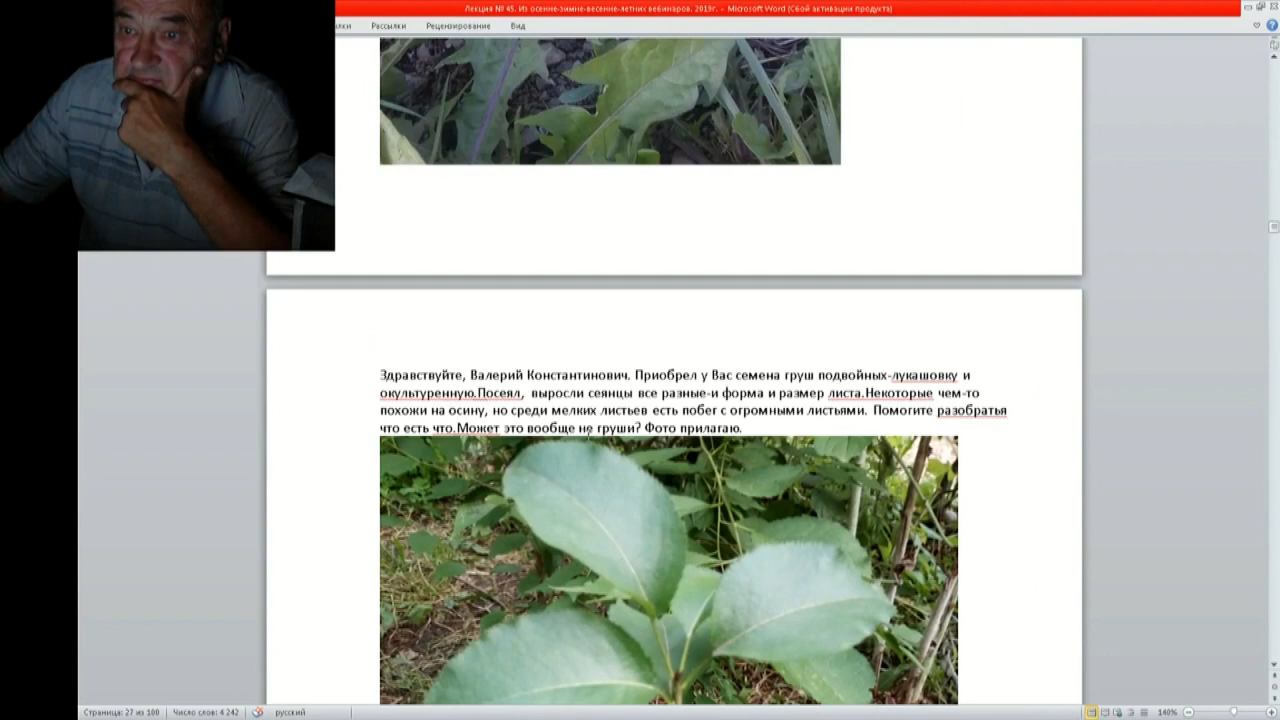 Лекция № 45. Из осенне-зимне-весенне-летних вебинаров. 2019г. - Microsoft Word (Сбой активации продукта)
лки Рассылки Рецензирование Вид
Здравствуйте, Валерий Константинович. Приобрел у Вас семена груш подвойных-лукашовку и
окультуренную.Посеял, выросли сеянцы все разные-и форма и размер листа.Некоторые чем-то
похожи на осину, но среди мелких листьев есть побег с огромными листьями. Помогите разобратья
что есть что.Может это вообще не груши? Фото прилагаю.
Страница: 27 из 100 Число слов: 4 242 русский 140%